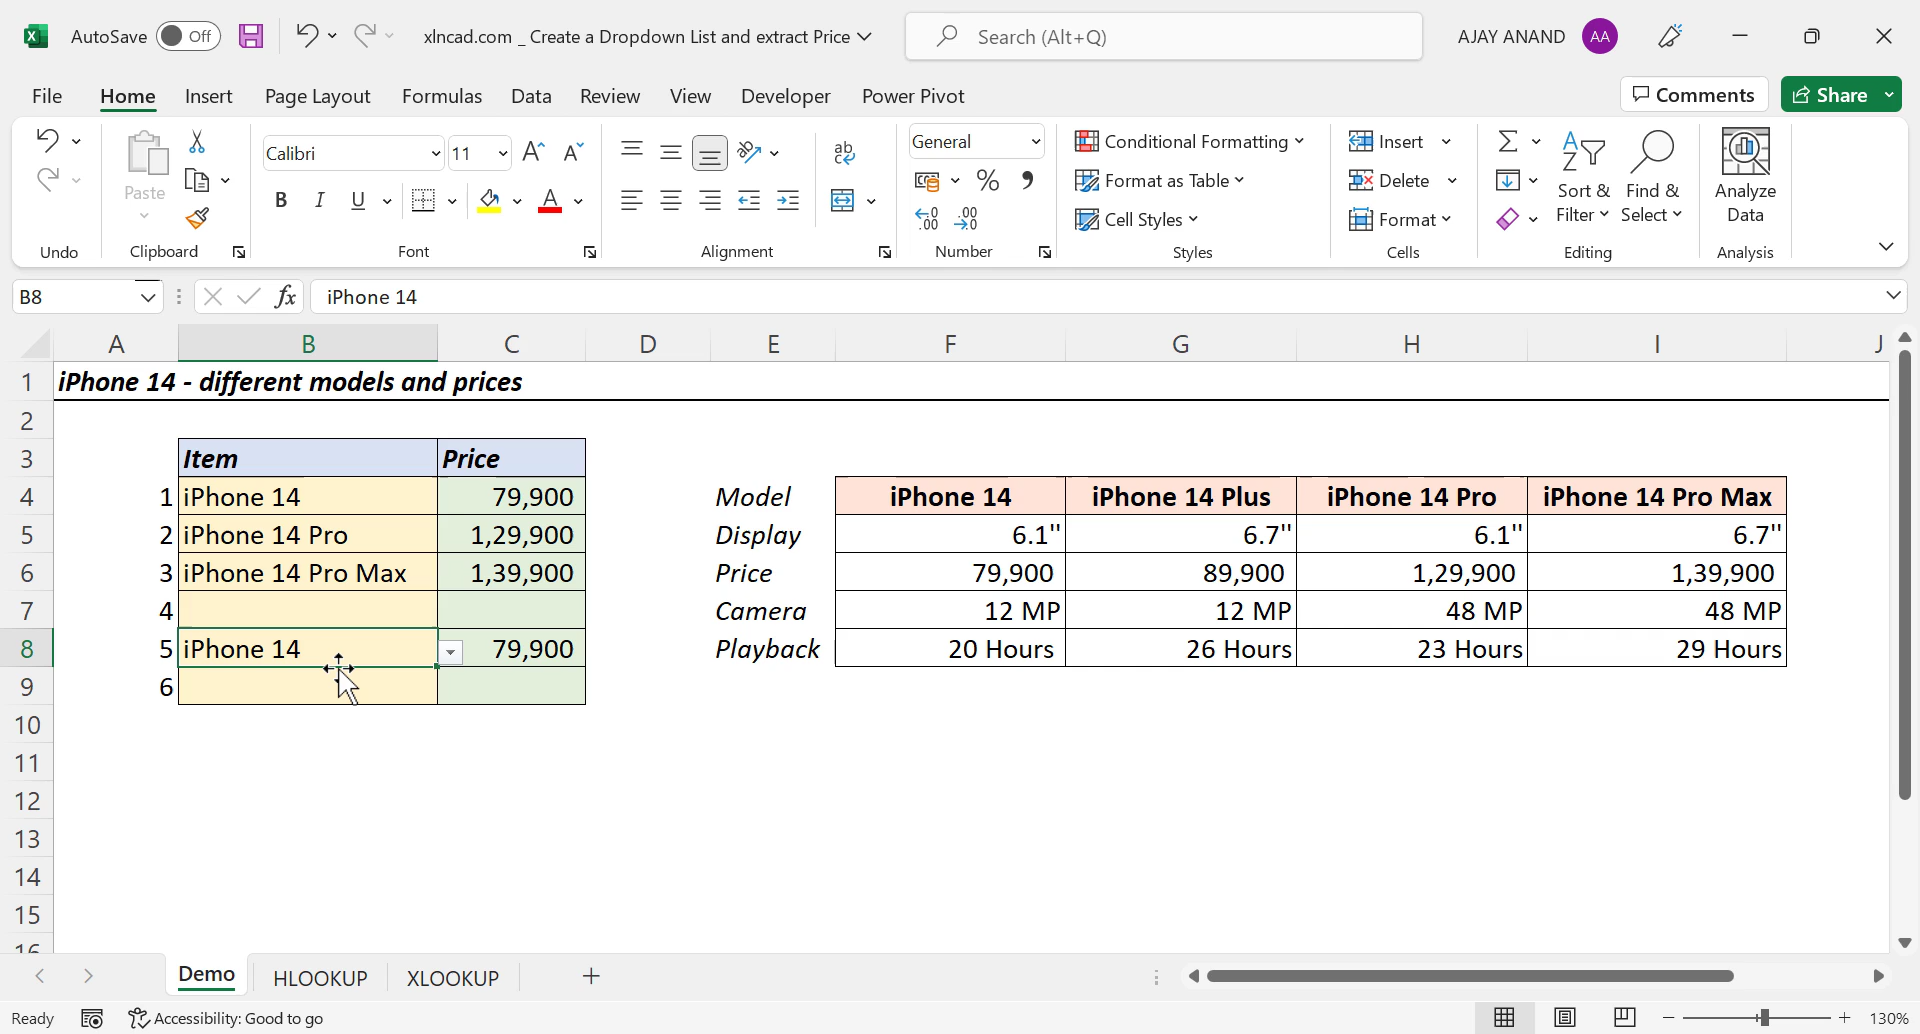 AutoSave Off xlncad.com _ Create a Dropdown List and extract Price Search (Alt+Q) AJAY ANAND AA
File Home Insert Page Layout Formulas Data Review View Developer Power Pivot Comments Share
Paste
Undo
Clipboard
Calibri 11
B I U
Font
ab
Alignment
General
% ,
Number
Conditional Formatting
Format as Table
Cell Styles
Styles
Insert
Delete
Format
Cells
Sort & Filter
Find & Select
Editing
Analyze Data
Analysis
B8 fx iPhone 14
A B C D E F G H I J
1 iPhone 14 - different models and prices
2
3 Item Price
4 1 iPhone 14 79,900 Model iPhone 14 iPhone 14 Plus iPhone 14 Pro iPhone 14 Pro Max
5 2 iPhone 14 Pro 1,29,900 Display 6.1" 6.7" 6.1" 6.7"
6 3 iPhone 14 Pro Max 1,39,900 Price 79,900 89,900 1,29,900 1,39,900
7 4 Camera 12 MP 12 MP 48 MP 48 MP
8 5 iPhone 14 79,900 Playback 20 Hours 26 Hours 23 Hours 29 Hours
9 6
10
11
12
13
14
15
16
Demo HLOOKUP XLOOKUP
Ready Accessibility: Good to go 130%